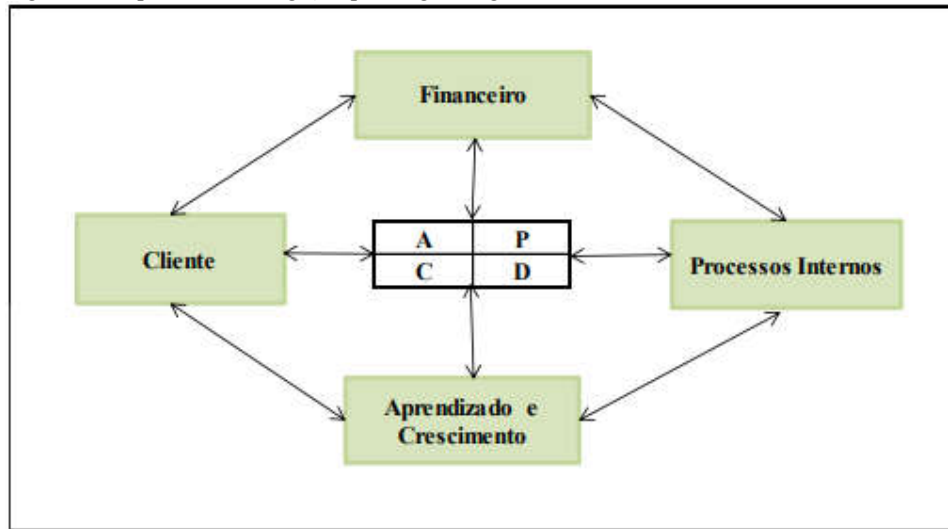 Financeiro
A P
Cliente
Processos Internos
C D
Aprendizado e
Crescimento